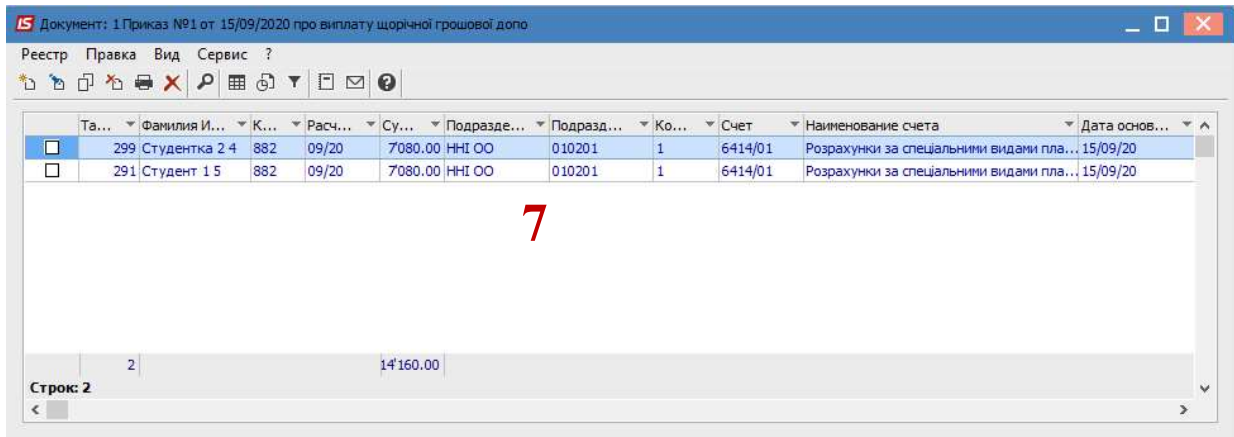 IS Документ: 1 Приказ №1 от 15/09/2020 про виплату щорічної грошової допо
Реестр Правка Вид Сервис ?
Та... Фамилия И... К... Расч... Су... Подразде... Подразд... Ко... Счет Наименование счета Дата основ...
299 Студентка 2 4 882 09/20 7'080.00 ННІ ОО 010201 1 6414/01 Розрахунки за спеціальними видами пла... 15/09/20
291 Студент 1 5 882 09/20 7'080.00 ННІ ОО 010201 1 6414/01 Розрахунки за спеціальними видами пла... 15/09/20
7
2 14'160.00
Строк: 2